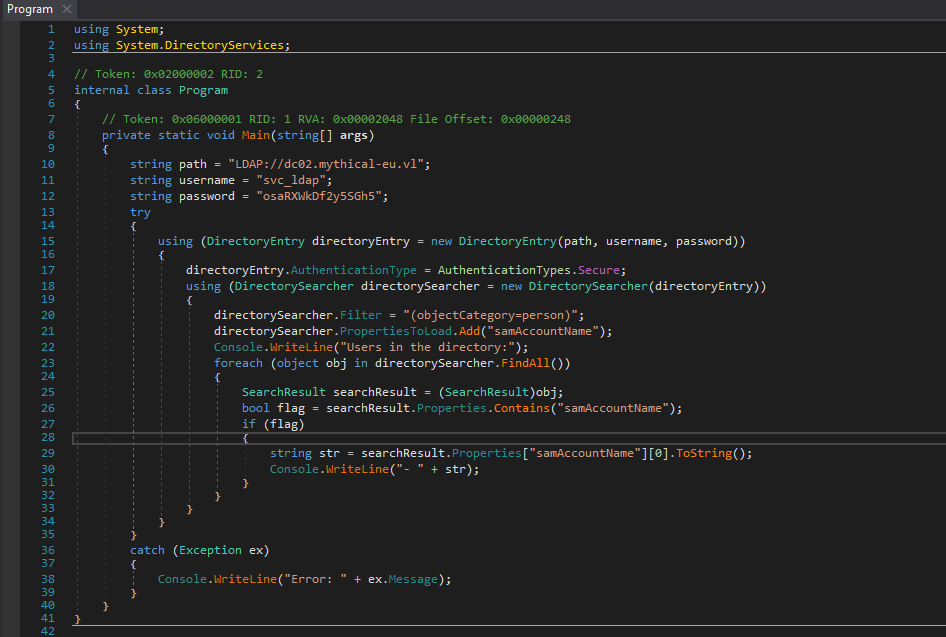 Program
1 using System;
2 using System.DirectoryServices;
3
4 // Token: 0x02000002 RID: 2
5 internal class Program
6 {
7 // Token: 0x06000001 RID: 1 RVA: 0x00002048 File Offset: 0x00000248
8 private static void Main(string[] args)
9 {
10 string path = "LDAP://dc02.mythical-eu.vl";
11 string username = "svc_ldap";
12 string password = "osaRXWkDf2y5SGh5";
13 try
14 {
15 using (DirectoryEntry directoryEntry = new DirectoryEntry(path, username, password))
16 {
17 directoryEntry.AuthenticationType = AuthenticationTypes.Secure;
18 using (DirectorySearcher directorySearcher = new DirectorySearcher(directoryEntry))
19 {
20 directorySearcher.Filter = "(objectCategory=person)";
21 directorySearcher.PropertiesToLoad.Add("samAccountName");
22 Console.WriteLine("Users in the directory:");
23 foreach (object obj in directorySearcher.FindAll())
24 {
25 SearchResult searchResult = (SearchResult)obj;
26 bool flag = searchResult.Properties.Contains("samAccountName");
27 if (flag)
28 {
29 string str = searchResult.Properties["samAccountName"][0].ToString();
30 Console.WriteLine("- " + str);
31 }
32 }
33 }
34 }
35 }
36 catch (Exception ex)
37 {
38 Console.WriteLine("Error: " + ex.Message);
39 }
40 }
41 }
42